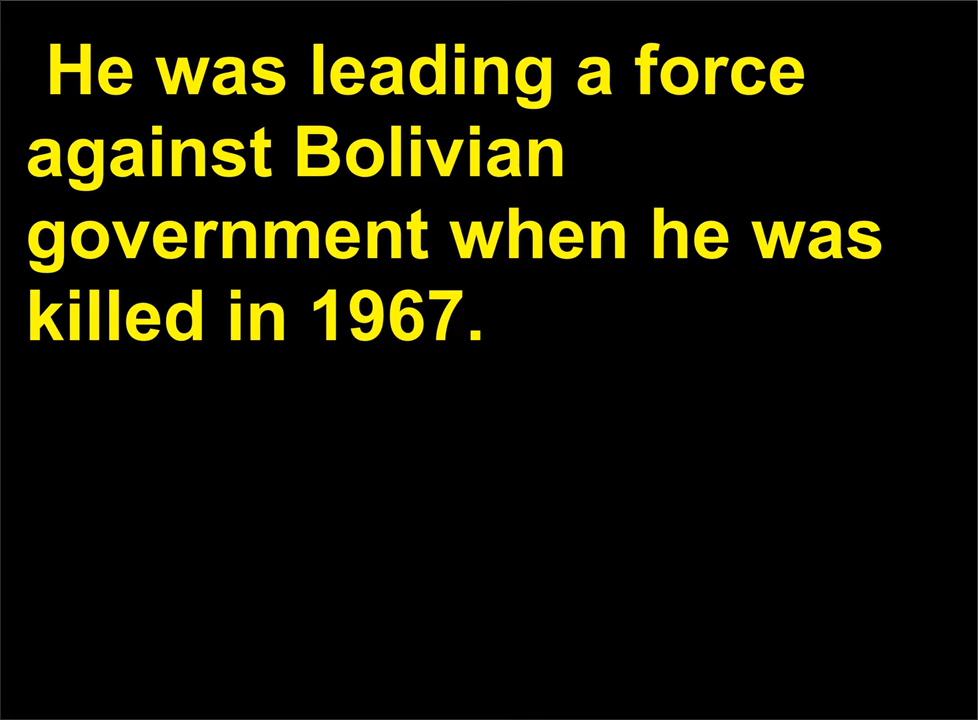 He was leading a force
against Bolivian
government when he was
killed in 1967.